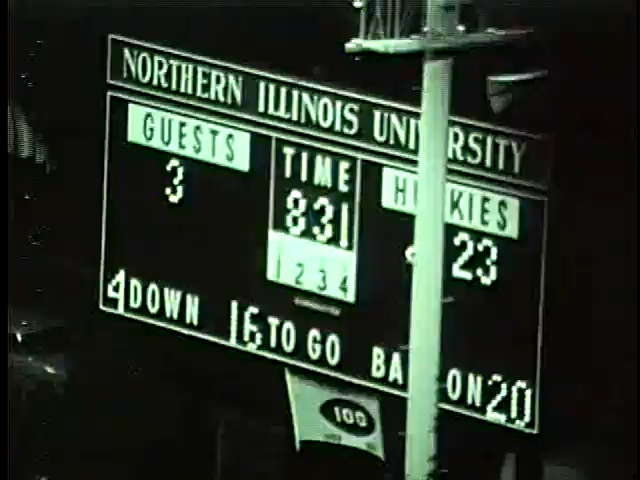 NORTHERN ILLINOIS UNIVERSITY
GUESTS TIME HUSKIES
3 831 23
1 2 3 4
4 DOWN 16 TO GO BALL ON 20
100